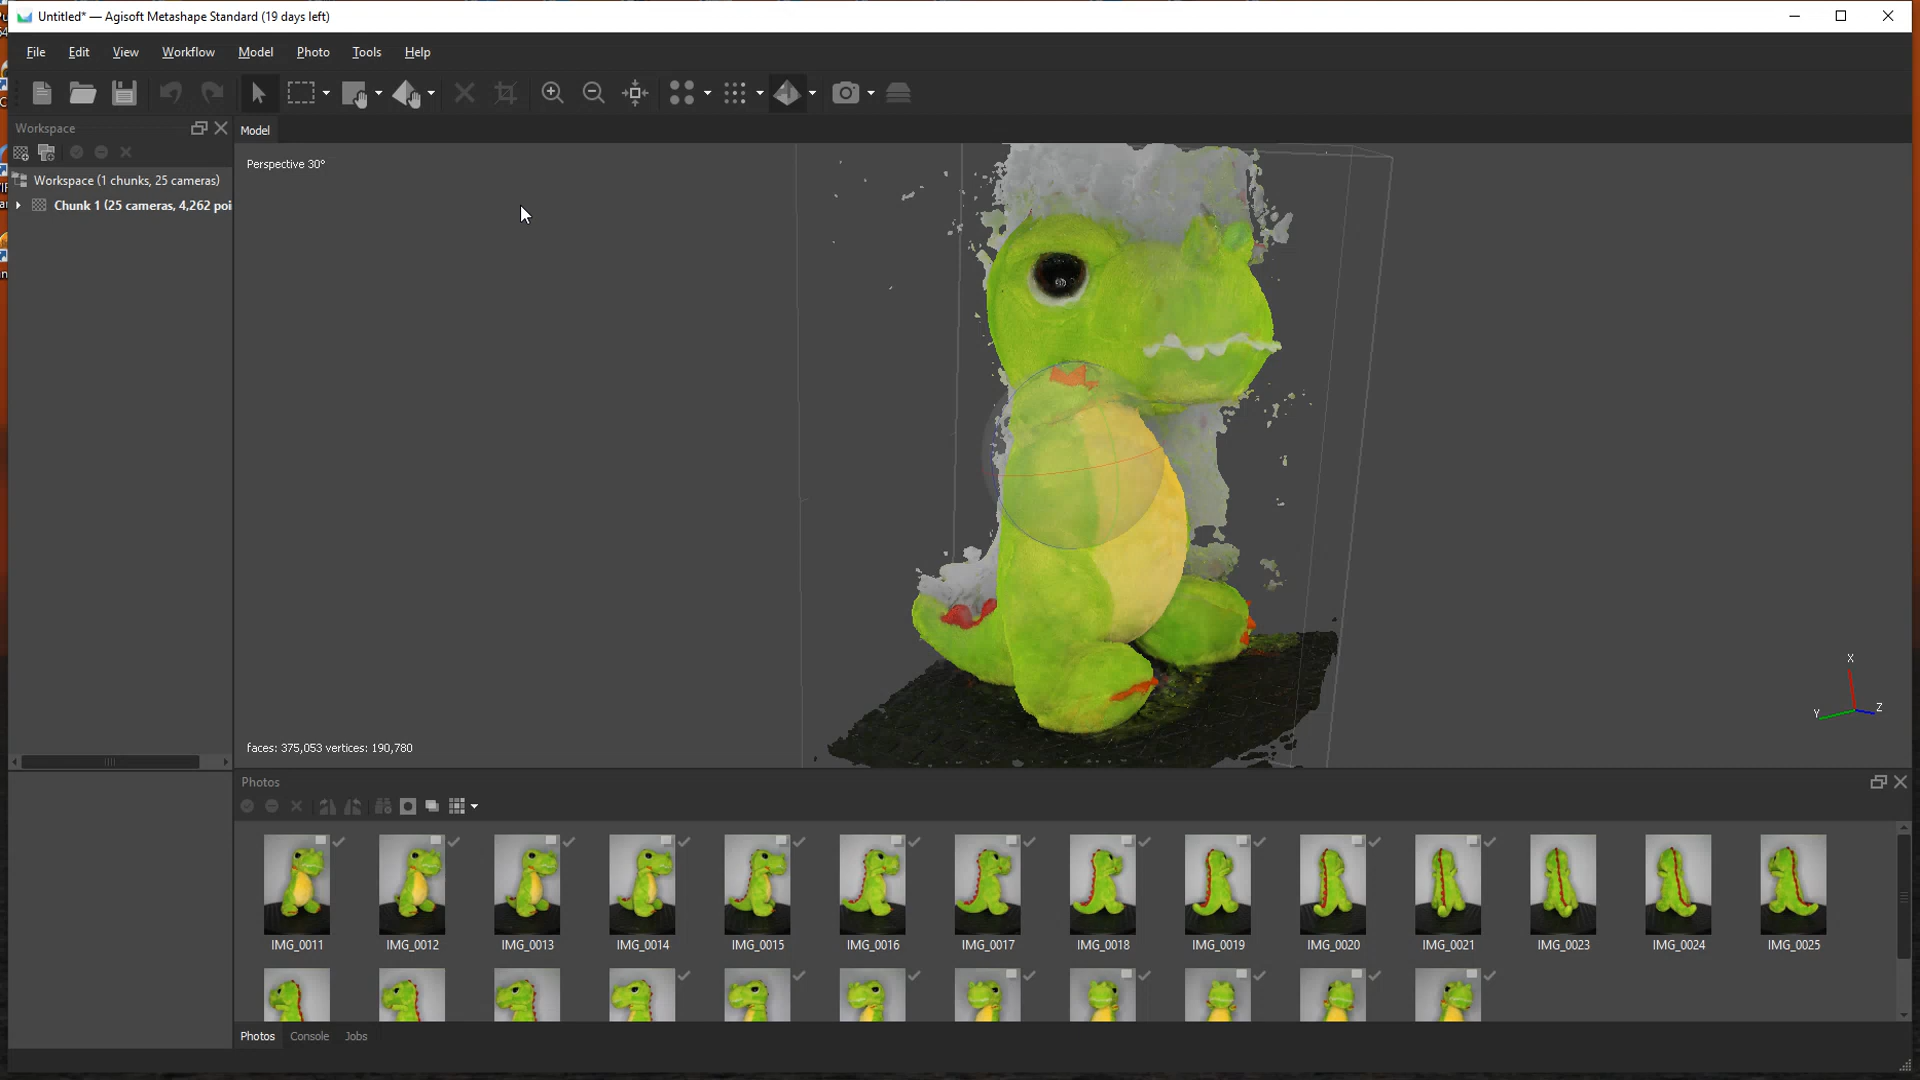 Untitled* — Agisoft Metashape Standard (19 days left)
File Edit View Workflow Model Photo Tools Help
Workspace
Model
Workspace (1 chunks, 25 cameras)
Chunk 1 (25 cameras, 4,262 poi
Perspective 30°
X
Y
Z
faces: 375,053 vertices: 190,780
Photos
IMG_0011 IMG_0012 IMG_0013 IMG_0014 IMG_0015 IMG_0016 IMG_0017 IMG_0018 IMG_0019 IMG_0020 IMG_0021 IMG_0023 IMG_0024 IMG_0025
Photos Console Jobs